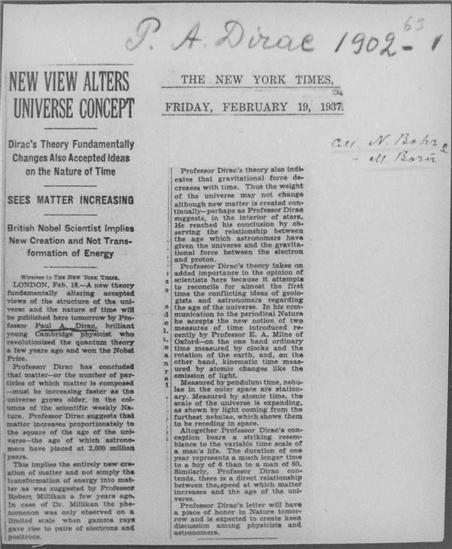 P. A. Dirac 1902-
63
THE NEW YORK TIMES,
FRIDAY, FEBRUARY 19, 1937.
N. Bohr
M Born
NEW VIEW ALTERS
UNIVERSE CONCEPT
Dirac's Theory Fundamentally
Changes Also Accepted Ideas
on the Nature of Time
SEES MATTER INCREASING
British Nobel Scientist Implies
New Creation and Not Trans-
formation of Energy
Wireless to THE NEW YORK TIMES.
LONDON, Feb. 18.—A new theory
fundamentally altering accepted
views of the structure of the uni-
verse and the nature of time will
be published here tomorrow by Pro-
fessor Paul A. Dirac, brilliant
young Cambridge physicist who
revolutionized the quantum theory
a few years ago and won the Nobel
Prize.
Professor Dirac has concluded
that matter—or the number of par-
ticles of which matter is composed
—must be increasing faster as the
universe grows older, in the col-
umns of the scientific weekly Na-
ture. Professor Dirac suggests that
matter increases proportionately to
the square of the age of the uni-
verse—the age of which astrono-
mers have placed at 2,000 million
years.
This implies the entirely new cre-
ation of matter and not simply the
transformation of energy into mat-
ter as was suggested by Professor
Robert Millikan a few years ago.
In case of Dr. Millikan the phe-
nomenon was only observed on a
limited scale when gamma rays
gave rise to pairs of electrons and
positrons.
Professor Dirac's theory also indi-
cates that gravitational force de-
creases with time. Thus the weight
of the universe may not change
although new matter is created con-
tinually—perhaps as Professor Dirac
suggests, in the interior of stars.
He reached his conclusion by ob-
serving the relationship between
the age which astronomers have
given the universe and the gravita-
tional force between the electron
and proton.
Professor Dirac's theory takes on
added importance in the opinion of
scientists here because it attempts
to reconcile for almost the first
time the conflicting ideas of geolo-
gists and astronomers regarding
the age of the universe. In his com-
munication to the periodical Nature
he accepts the new notion of two
measures of time introduced re-
cently by Professor E. A. Milne of
Oxford—on the one hand ordinary
time measured by clocks and the
rotation of the earth, and, on the
other hand, kinematic time meas-
ured by atomic changes like the
emission of light.
Measured by pendulum time, nebu-
lae in the outer space are station-
ary. Measured by atomic time, the
scale of the universe is expanding,
as shown by light coming from the
furthest nebulae, which shows them
to be receding in space.
Altogether Professor Dirac's con-
ception bears a striking resem-
blance to the variable time scale of
a man's life. The duration of one
year represents a much longer time
to a boy of 6 than to a man of 60.
Similarly, Professor Dirac con-
tends, there is a direct relationship
between the speed at which matter
increases and the age of the uni-
verse.
Professor Dirac's letter will have
a place of honor in Nature tomor-
row and is expected to create keen
discussion among physicists and
astronomers.